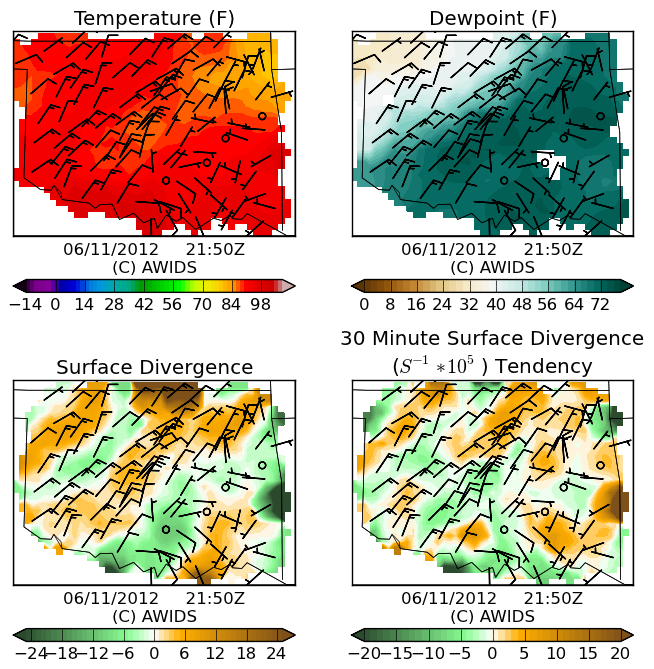 Temperature (F)
Dewpoint (F)
06/11/2012 21:50Z
(C) AWIDS
06/11/2012 21:50Z
(C) AWIDS
−14 0 14 28 42 56 70 84 98
0 8 16 24 32 40 48 56 64 72
Surface Divergence
30 Minute Surface Divergence
(S⁻¹ *10⁵ ) Tendency
06/11/2012 21:50Z
(C) AWIDS
06/11/2012 21:50Z
(C) AWIDS
−24 −18 −12 −6 0 6 12 18 24
−20 −15 −10 −5 0 5 10 15 20